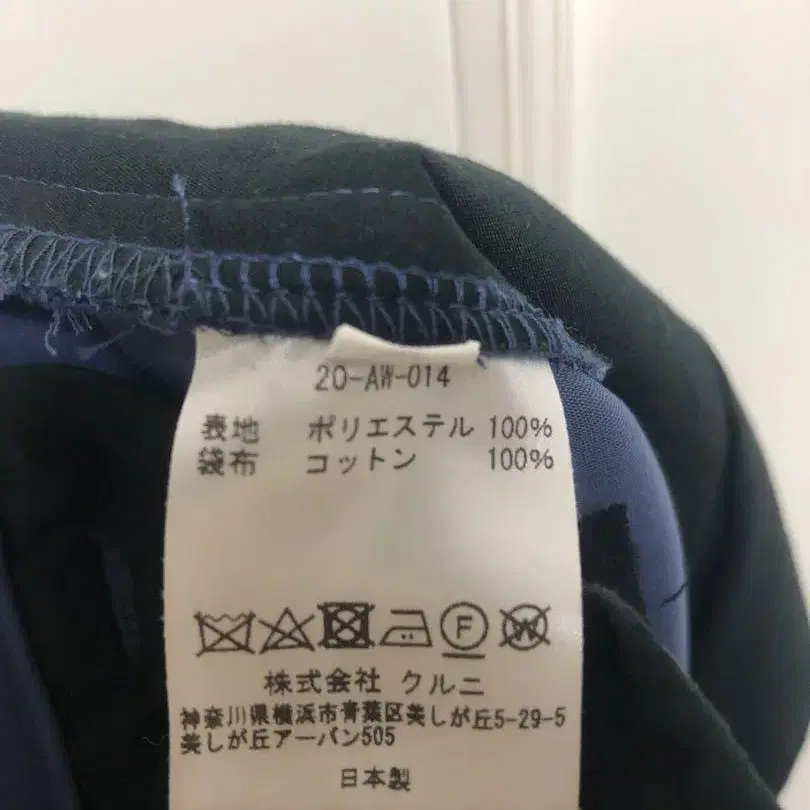 20-AW-014
表地 ポリエステル 100%
袋布 コットン 100%
F W
株式会社 クルニ
神奈川県横浜市青葉区美しが丘5-29-5
美しが丘アーバン505
日本製